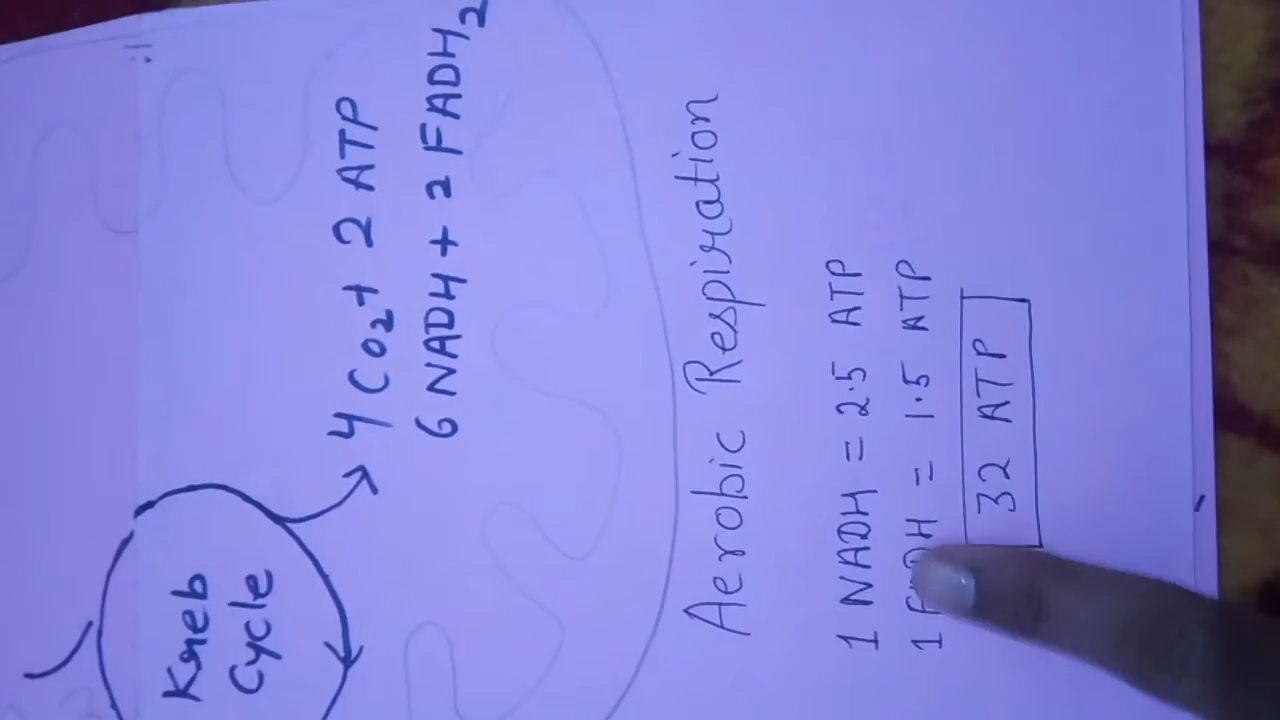 Kreb
Cycle
4 CO2 + 2 ATP
6 NADH + 2 FADH2
Aerobic Respiration
1 NADH = 2.5 ATP
1 = 1.5 ATP
32 ATP